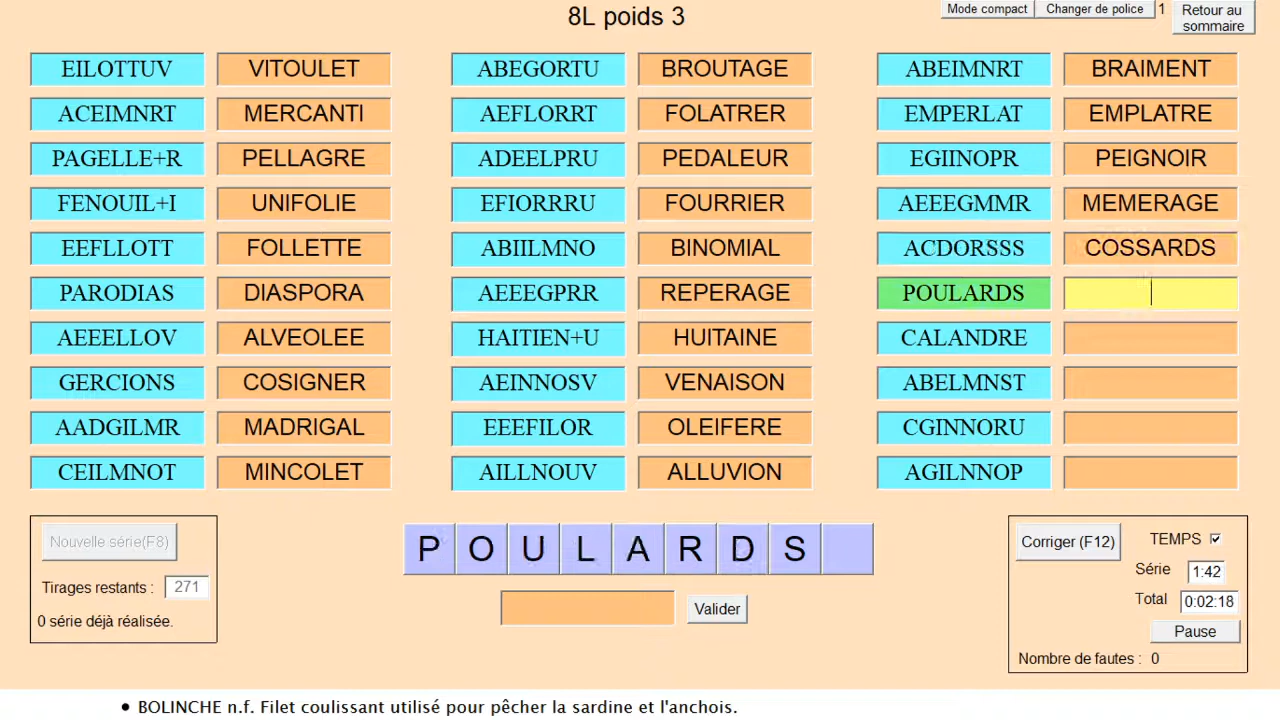 8L poids 3
Mode compact Changer de police 1 Retour au sommaire
EILOTTUV VITOULET ABEGORTU BROUTAGE ABEIMNRT BRAIMENT
ACEIMNRT MERCANTI AEFLORRT FOLATRER EMPERLAT EMPLATRE
PAGELLE+R PELLAGRE ADEELPRU PEDALEUR EGIINOPR PEIGNOIR
FENOUIL+I UNIFOLIE EFIORRRU FOURRIER AEEEGMMR MEMERAGE
EEFLLOTT FOLLETTE ABIILMNO BINOMIAL ACDORSSS COSSARDS
PARODIAS DIASPORA AEEEGPRR REPERAGE POULARDS
AEEELLOV ALVEOLEE HAITIEN+U HUITAINE CALANDRE
GERCIONS COSIGNER AEINNOSV VENAISON ABELMNST
AADGILMR MADRIGAL EEEFILOR OLEIFERE CGINNORU
CEILMNOT MINCOLET AILLNOUV ALLUVION AGILNNOP
Nouvelle série(F8)
Tirages restants : 271
0 série déjà réalisée.
P O U L A R D S
Valider
Corriger (F12) TEMPS
Série 1:42
Total 0:02:18
Pause
Nombre de fautes : 0
• BOLINCHE n.f. Filet coulissant utilisé pour pêcher la sardine et l'anchois.